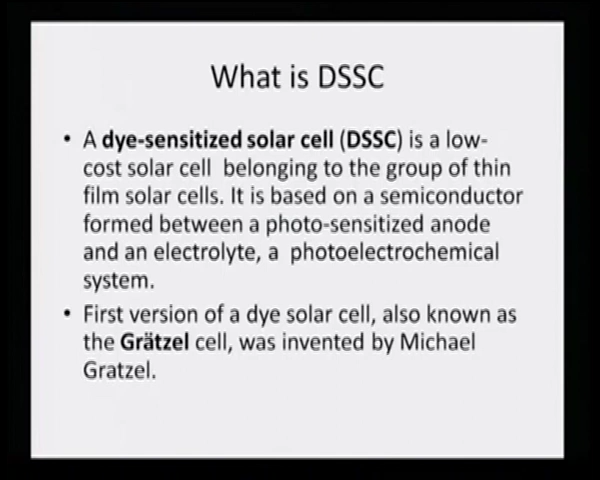 What is DSSC
• A dye-sensitized solar cell (DSSC) is a low-
cost solar cell belonging to the group of thin
film solar cells. It is based on a semiconductor
formed between a photo-sensitized anode
and an electrolyte, a photoelectrochemical
system.
• First version of a dye solar cell, also known as
the Grätzel cell, was invented by Michael
Gratzel.